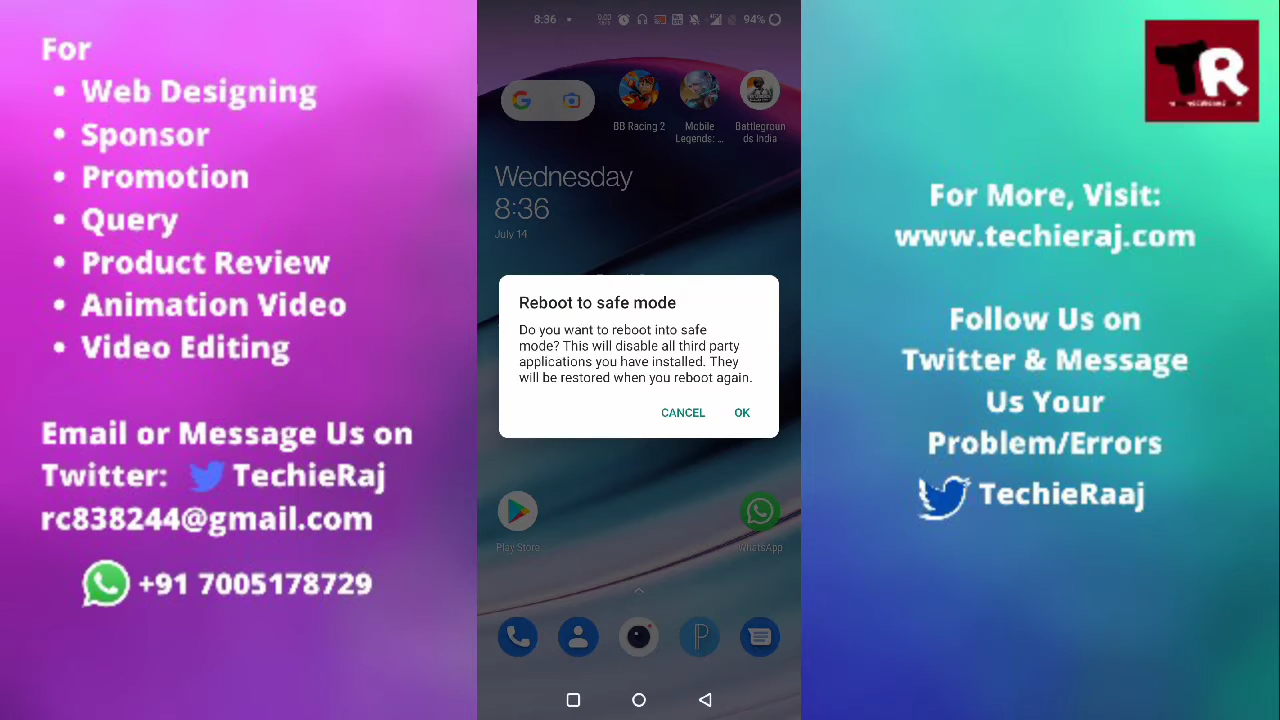 For
• Web Designing
• Sponsor
• Promotion
• Query
• Product Review
• Animation Video
• Video Editing
Email or Message Us on
Twitter: TechieRaj
rc838244@gmail.com
+91 7005178729
8:36
94%
BB Racing 2
Mobile
Legends: ...
Battlegroun
ds India
Wednesday
8:36
July 14
Reboot to safe mode
Do you want to reboot into safe
mode? This will disable all third party
applications you have installed. They
will be restored when you reboot again.
CANCEL OK
Play Store
WhatsApp
TR
For More, Visit:
www.techieraj.com
Follow Us on
Twitter & Message
Us Your
Problem/Errors
TechieRaaj